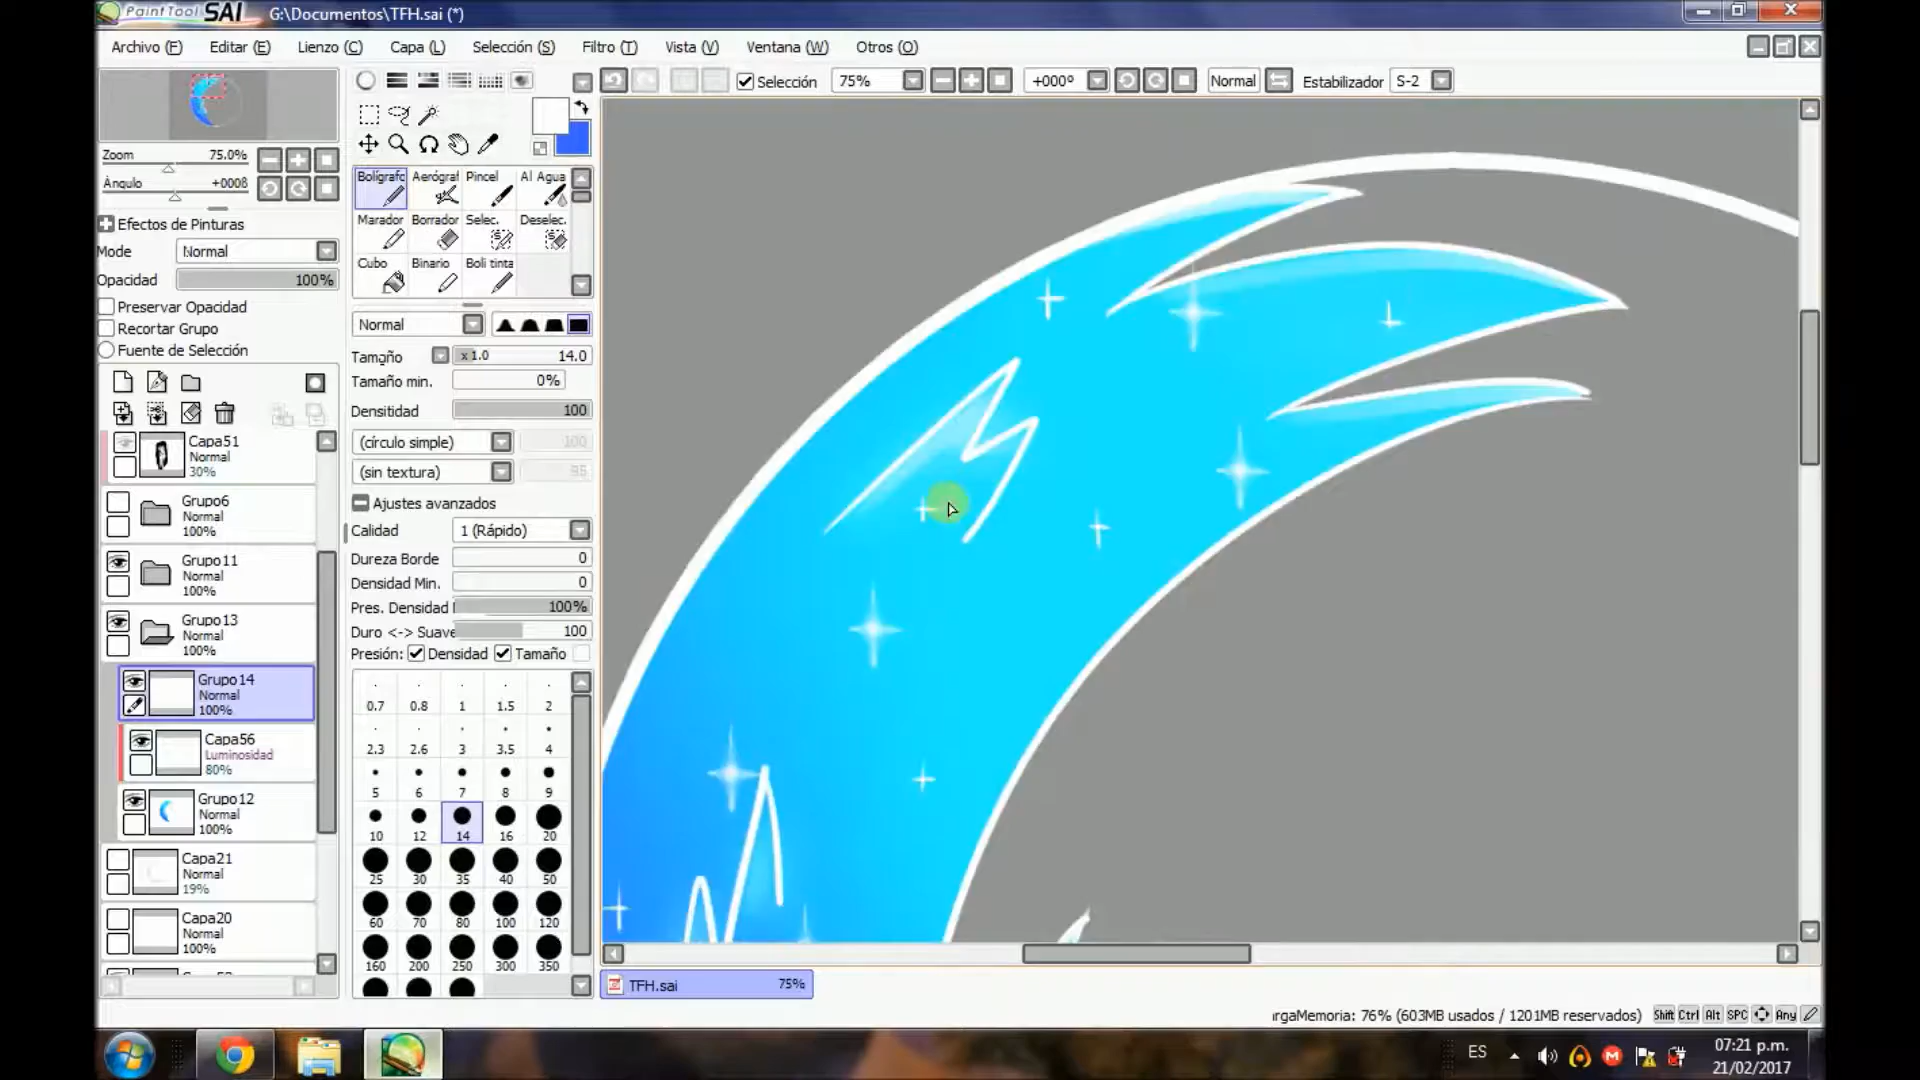 PaintTool SAI G:\Documentos\TFH.sai (*)
Archivo (F) Editar (E) Lienzo (C) Capa (L) Selección (S) Filtro (T) Vista (V) Ventana (W) Otros (O)
Selección 75% +000º Normal Estabilizador S-2
Zoom 75.0%
Ángulo +0008
Efectos de Pinturas
Mode Normal
Opacidad 100%
Preservar Opacidad
Recortar Grupo
Fuente de Selección
Capa51
Normal
30%
Grupo6
Normal
100%
Grupo11
Normal
100%
Grupo13
Normal
100%
Grupo14
Normal
100%
Capa56
Luminosidad
80%
Grupo12
Normal
100%
Capa21
Normal
19%
Capa20
Normal
100%
Bolígrafo Aerógraf Pincel Al Agua
Marador Borrador Selec. Deselec.
Cubo Binario Boli tinta
Normal
Tamaño x1.0 14.0
Tamaño min. 0%
Densitidad 100
(círculo simple) 100
(sin textura) 95
Ajustes avanzados
Calidad 1 (Rápido)
Dureza Borde 0
Densidad Min. 0
Pres. Densidad 100%
Duro <-> Suave 100
Presión: Densidad Tamaño
0.7 0.8 1 1.5 2
2.3 2.6 3 3.5 4
5 6 7 8 9
10 12 14 16 20
25 30 35 40 50
60 70 80 100 120
160 200 250 300 350
TFH.sai 75%
ırgaMemoria: 76% (603MB usados / 1201MB reservados) Shift Ctrl Alt SPC Any
ES 07:21 p.m.
21/02/2017